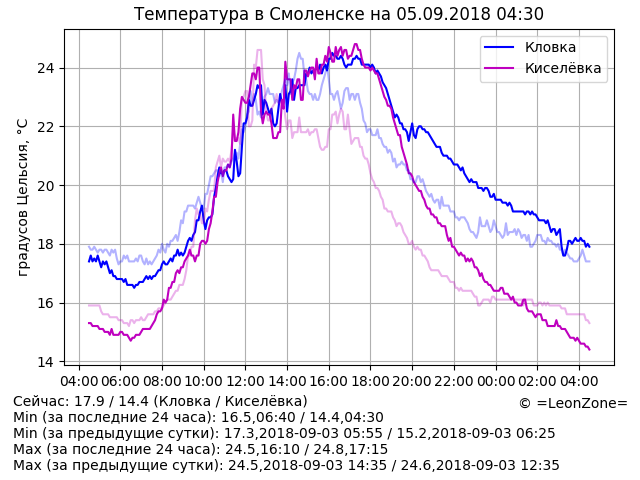 Температура в Смоленске на 05.09.2018 04:30
Кловка
Киселёвка
градусов Цельсия, °C
24
22
20
18
16
14
04:00 06:00 08:00 10:00 12:00 14:00 16:00 18:00 20:00 22:00 00:00 02:00 04:00
Сейчас: 17.9 / 14.4 (Кловка / Киселёвка)
© =LeonZone=
Min (за последние 24 часа): 16.5,06:40 / 14.4,04:30
Min (за предыдущие сутки): 17.3,2018-09-03 05:55 / 15.2,2018-09-03 06:25
Max (за последние 24 часа): 24.5,16:10 / 24.8,17:15
Max (за предыдущие сутки): 24.5,2018-09-03 14:35 / 24.6,2018-09-03 12:35